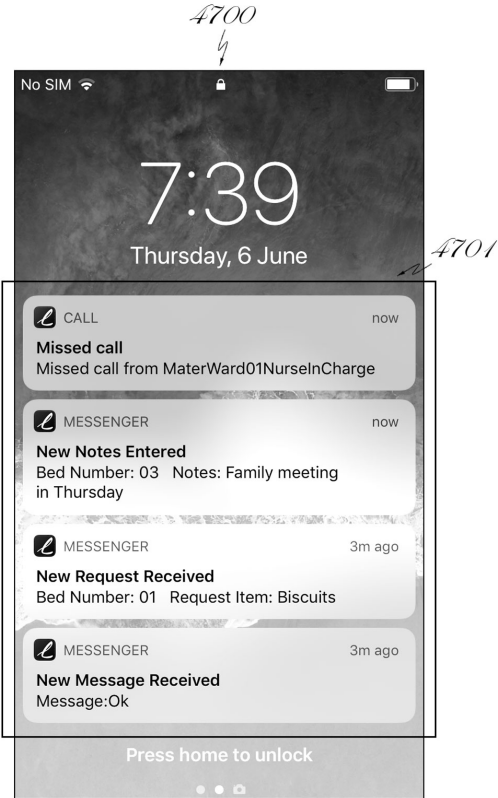 4700
No SIM
7:39
Thursday, 6 June
4701
CALL now
Missed call
Missed call from MaterWard01NurseInCharge
MESSENGER now
New Notes Entered
Bed Number: 03 Notes: Family meeting
in Thursday
MESSENGER 3m ago
New Request Received
Bed Number: 01 Request Item: Biscuits
MESSENGER 3m ago
New Message Received
Message:Ok
Press home to unlock